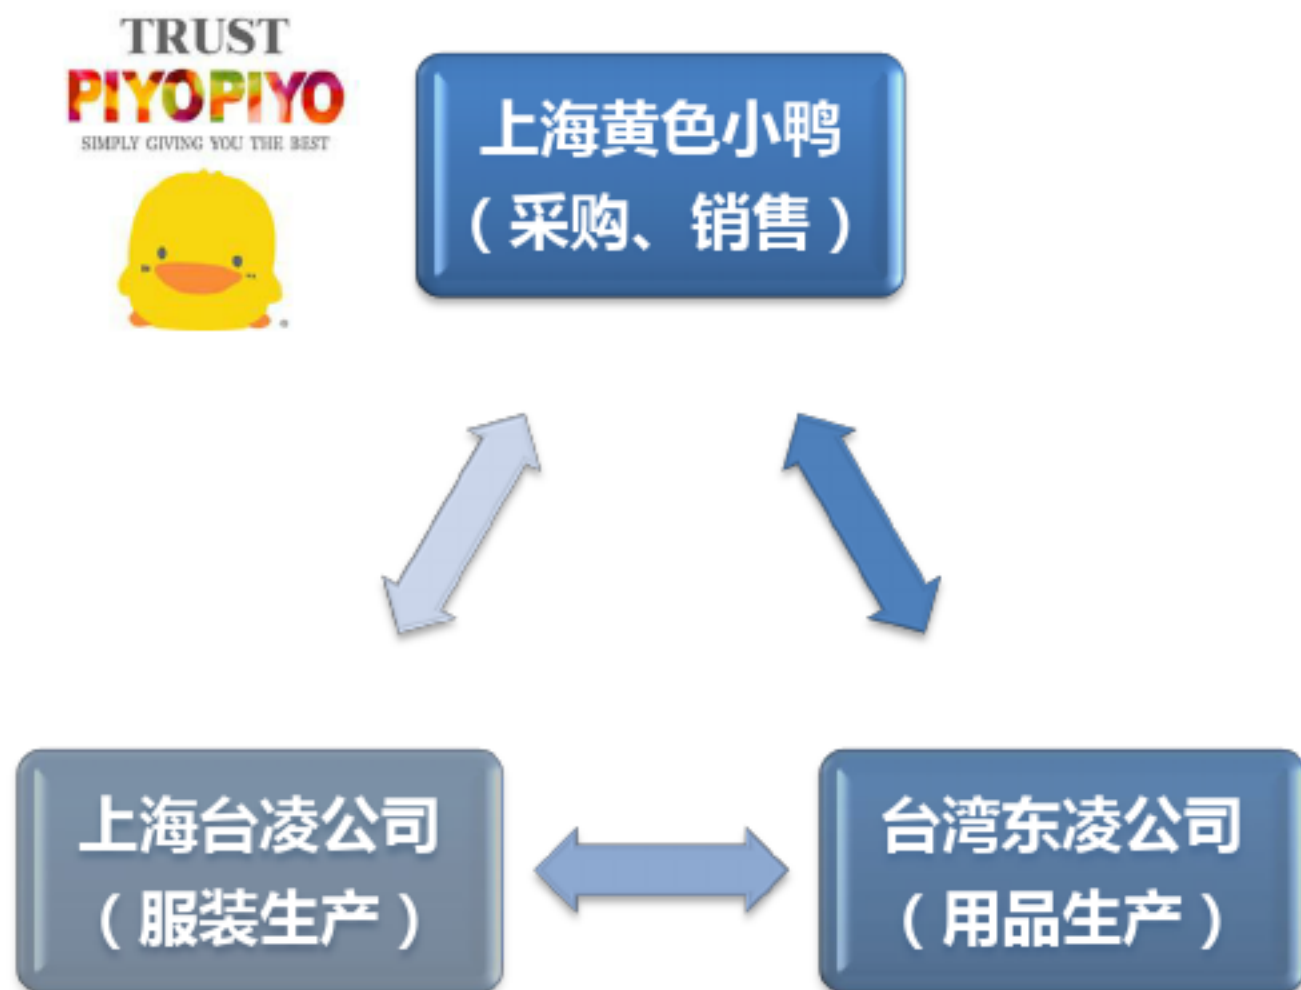 TRUST
PIYOPIYO
SIMPLY GIVING YOU THE BEST
上海黄色小鸭
（采购、销售）
上海台凌公司
（服装生产）
台湾东凌公司
（用品生产）